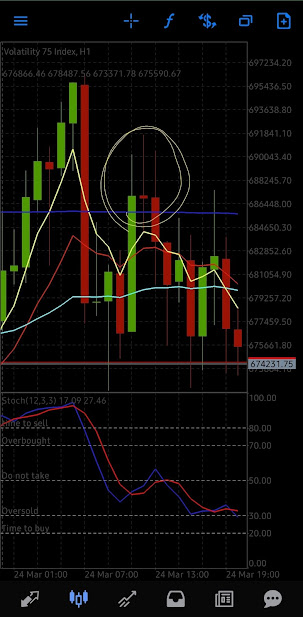 Volatility 75 Index, H1
676866.46 678487.56 673371.78 675590.67
697234.20
695436.50
693638.80
691841.10
690043.40
688245.70
686448.00
684650.30
682852.60
681054.90
679257.20
677459.50
675661.80
674231.75
Stoch(12,3,3) 17.09 27.46
100.00
Time to sell
80.00
Overbought
70.00
Do not take
50.00
Oversold
30.00
Time to buy
20.00
0.00
24 Mar 01:00
24 Mar 07:00
24 Mar 13:00
24 Mar 19:00